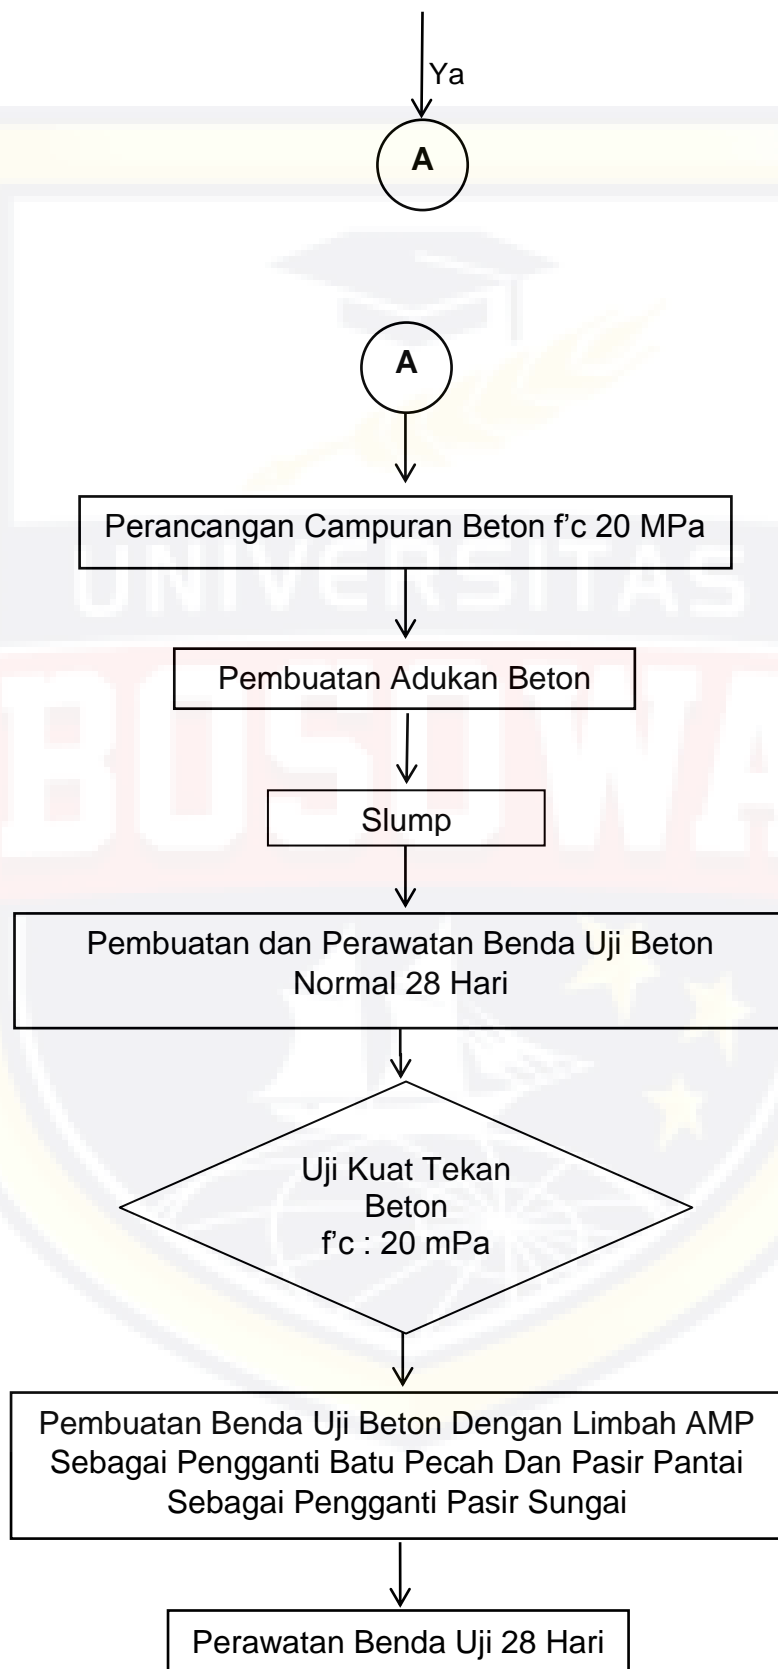 Ya
A
A
Perancangan Campuran Beton f’c 20 MPa
UNIVERSITAS
Pembuatan Adukan Beton
BOSOWA
Slump
Pembuatan dan Perawatan Benda Uji Beton
Normal 28 Hari
Uji Kuat Tekan
Beton
f’c : 20 mPa
Pembuatan Benda Uji Beton Dengan Limbah AMP
Sebagai Pengganti Batu Pecah Dan Pasir Pantai
Sebagai Pengganti Pasir Sungai
Perawatan Benda Uji 28 Hari